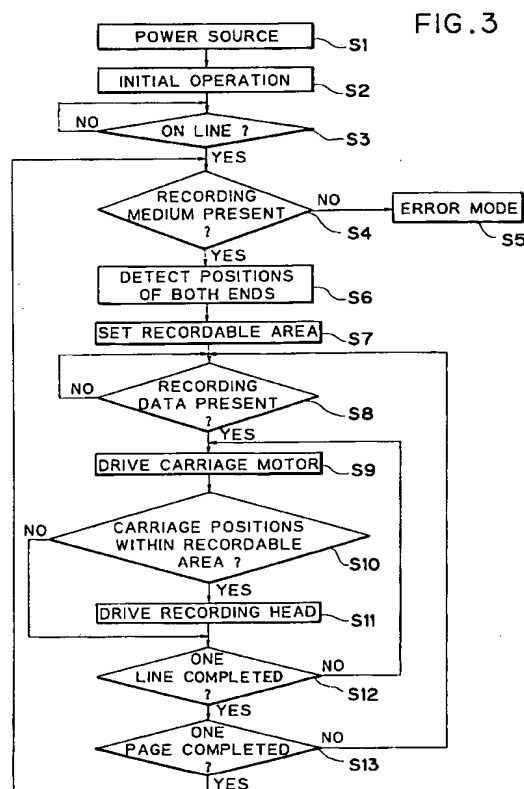 FIG.3
POWER SOURCE
S1
INITIAL OPERATION
S2
NO
ON LINE ?
S3
YES
RECORDING
MEDIUM PRESENT
?
NO
S4
ERROR MODE
S5
YES
DETECT POSITIONS
OF BOTH ENDS
S6
SET RECORDABLE AREA
S7
NO
RECORDING
DATA PRESENT
?
S8
YES
DRIVE CARRIAGE MOTOR
S9
NO
CARRIAGE POSITIONS
WITHIN RECORDABLE
AREA ?
S10
YES
DRIVE RECORDING HEAD
S11
ONE
LINE COMPLETED
?
NO
S12
YES
ONE
PAGE COMPLETED
?
NO
S13
YES